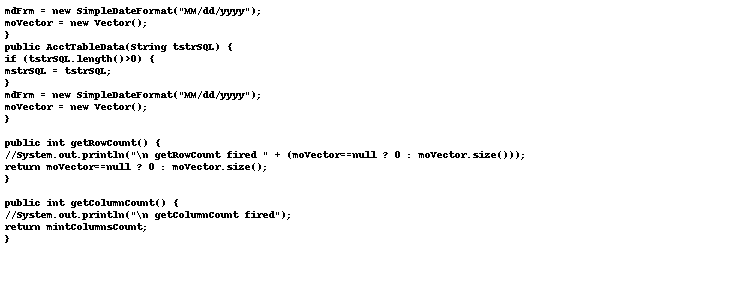 mdFrm = new SimpleDateFormat("MM/dd/yyyy");
moVector = new Vector();
}
public AcctTableData(String tstrSQL) {
if (tstrSQL.length()>0) {
mstrSQL = tstrSQL;
}
mdFrm = new SimpleDateFormat("MM/dd/yyyy");
moVector = new Vector();
}
public int getRowCount() {
//System.out.println("\n getRowCount fired " + (moVector==null ? 0 : moVector.size()));
return moVector==null ? 0 : moVector.size();
}
public int getColumnCount() {
//System.out.println("\n getColumnCount fired");
return mintColumnsCount;
}